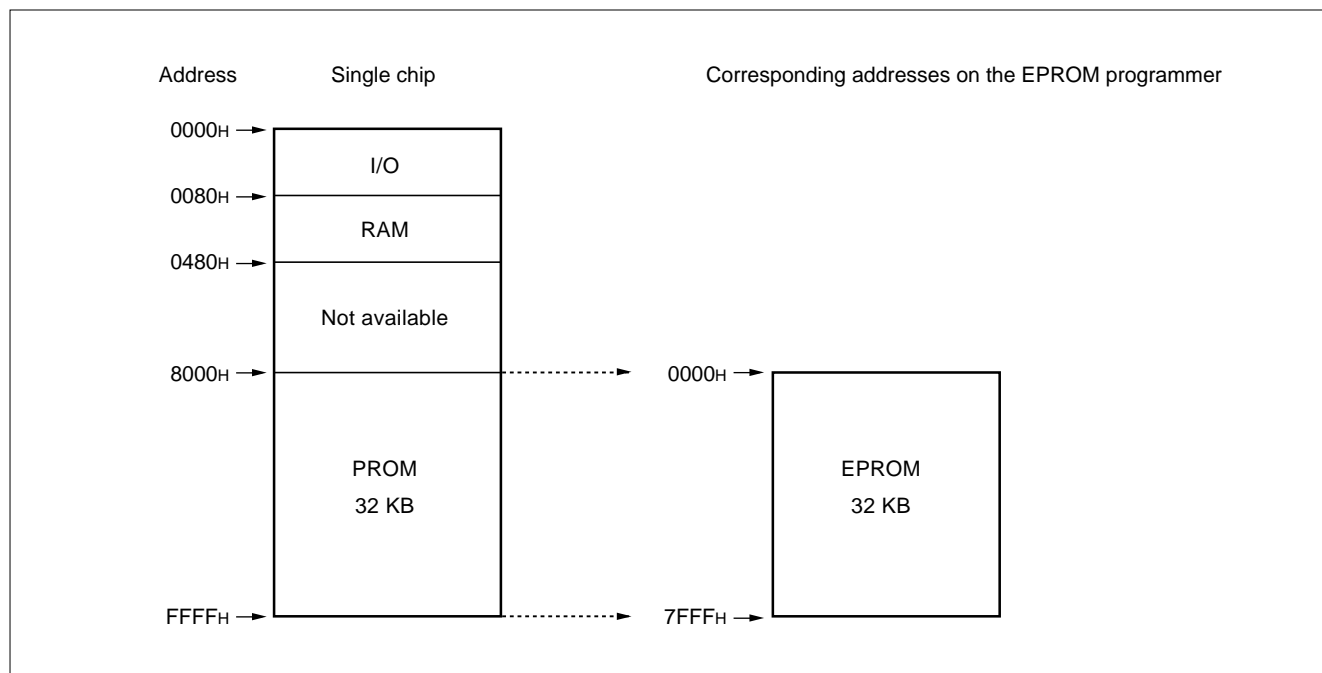 Address Single chip Corresponding addresses on the EPROM programmer
0000H
I/O
0080H
RAM
0480H
Not available
8000H 0000H
PROM EPROM
32 KB 32 KB
FFFFH 7FFFH